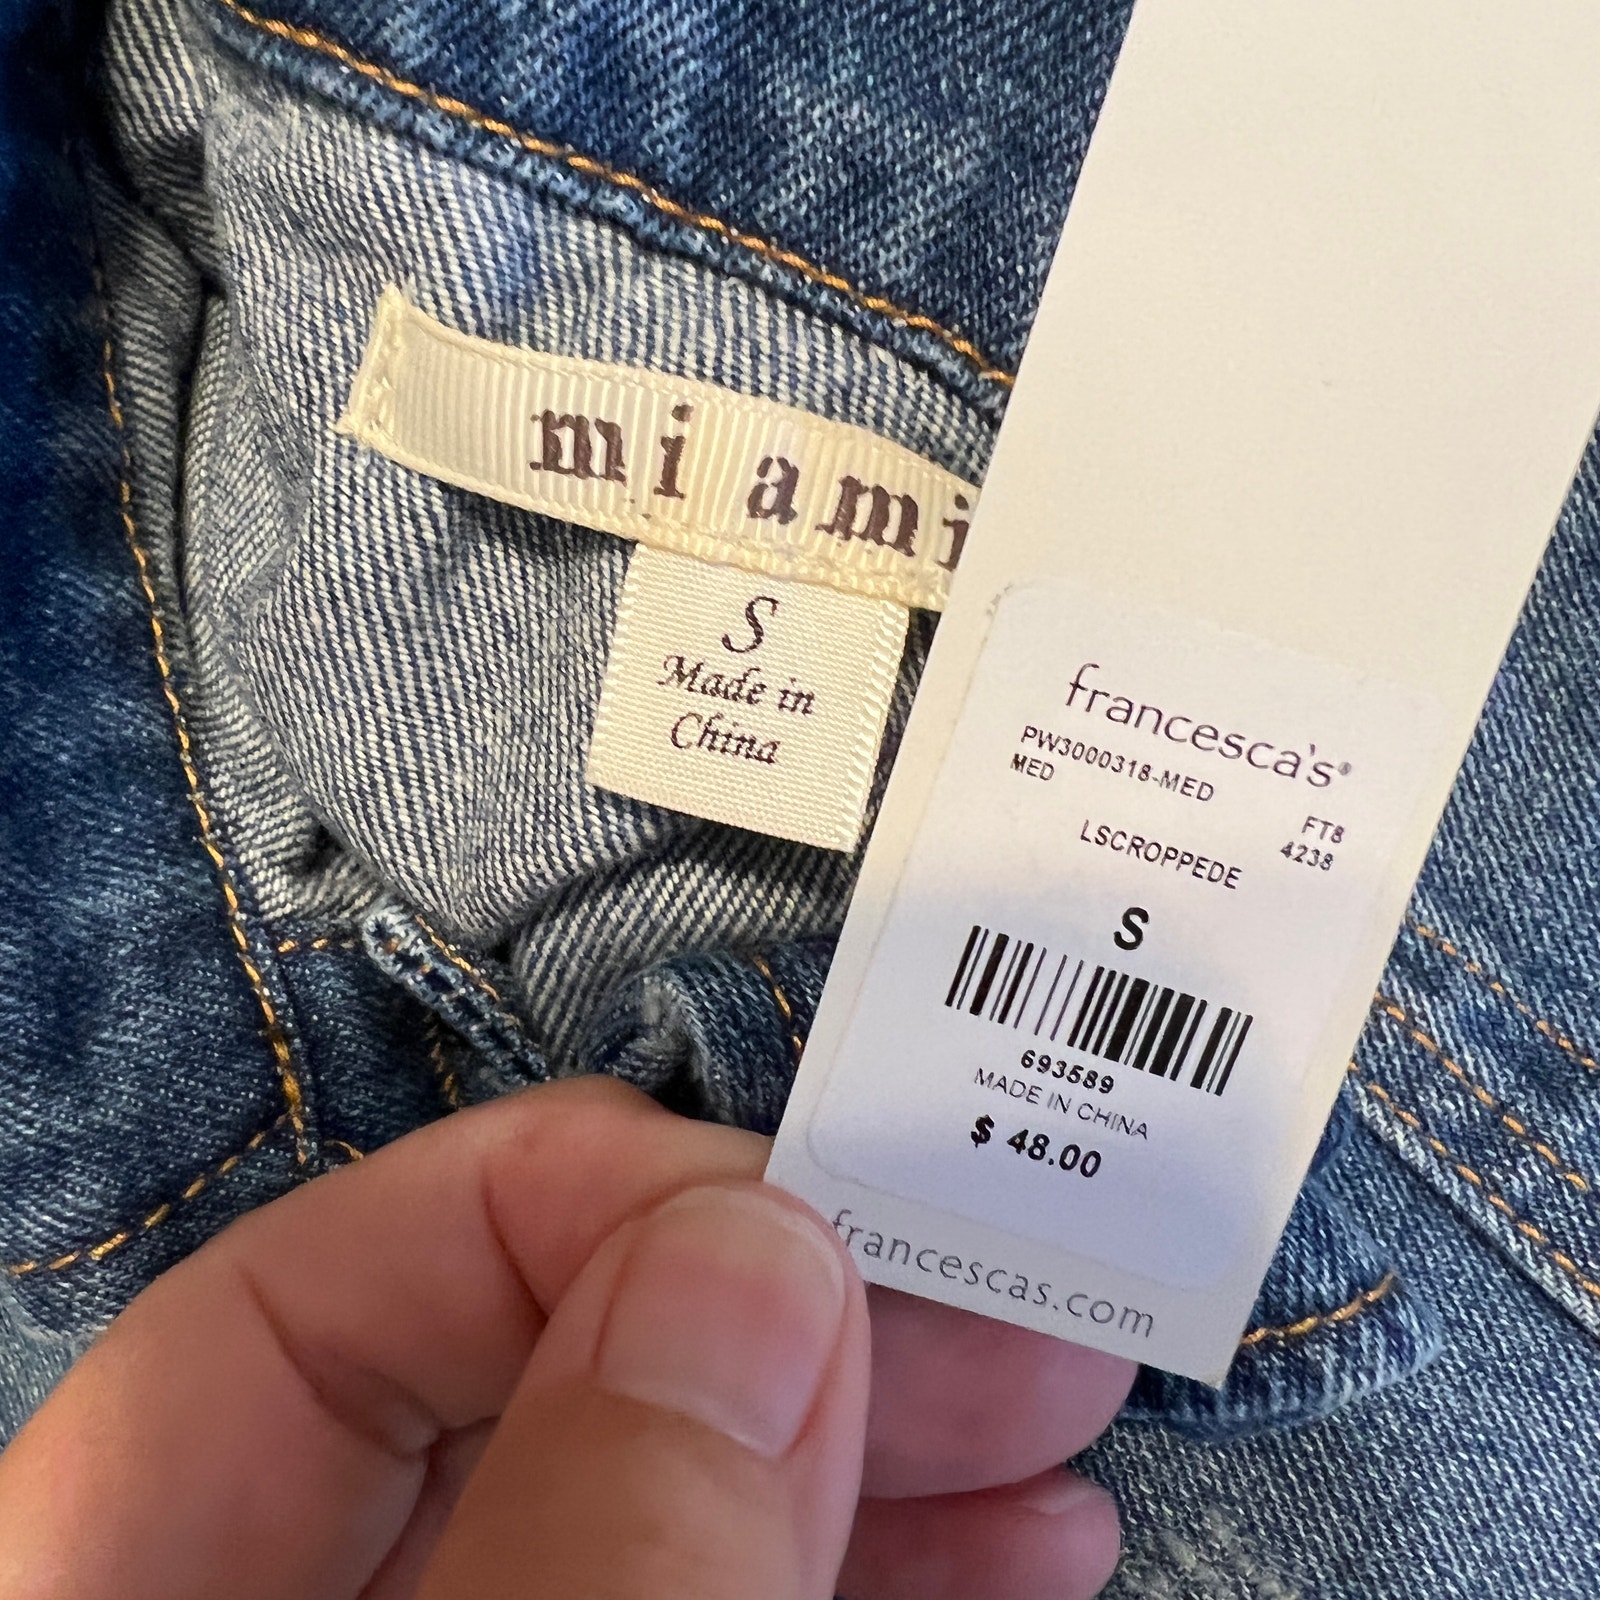 mi ami
S
Made in
China
francesca's®
PW3000318-MED
MED
FT8
4238
LSCROPPEDE
S
693589
MADE IN CHINA
$ 48.00
francescas.com